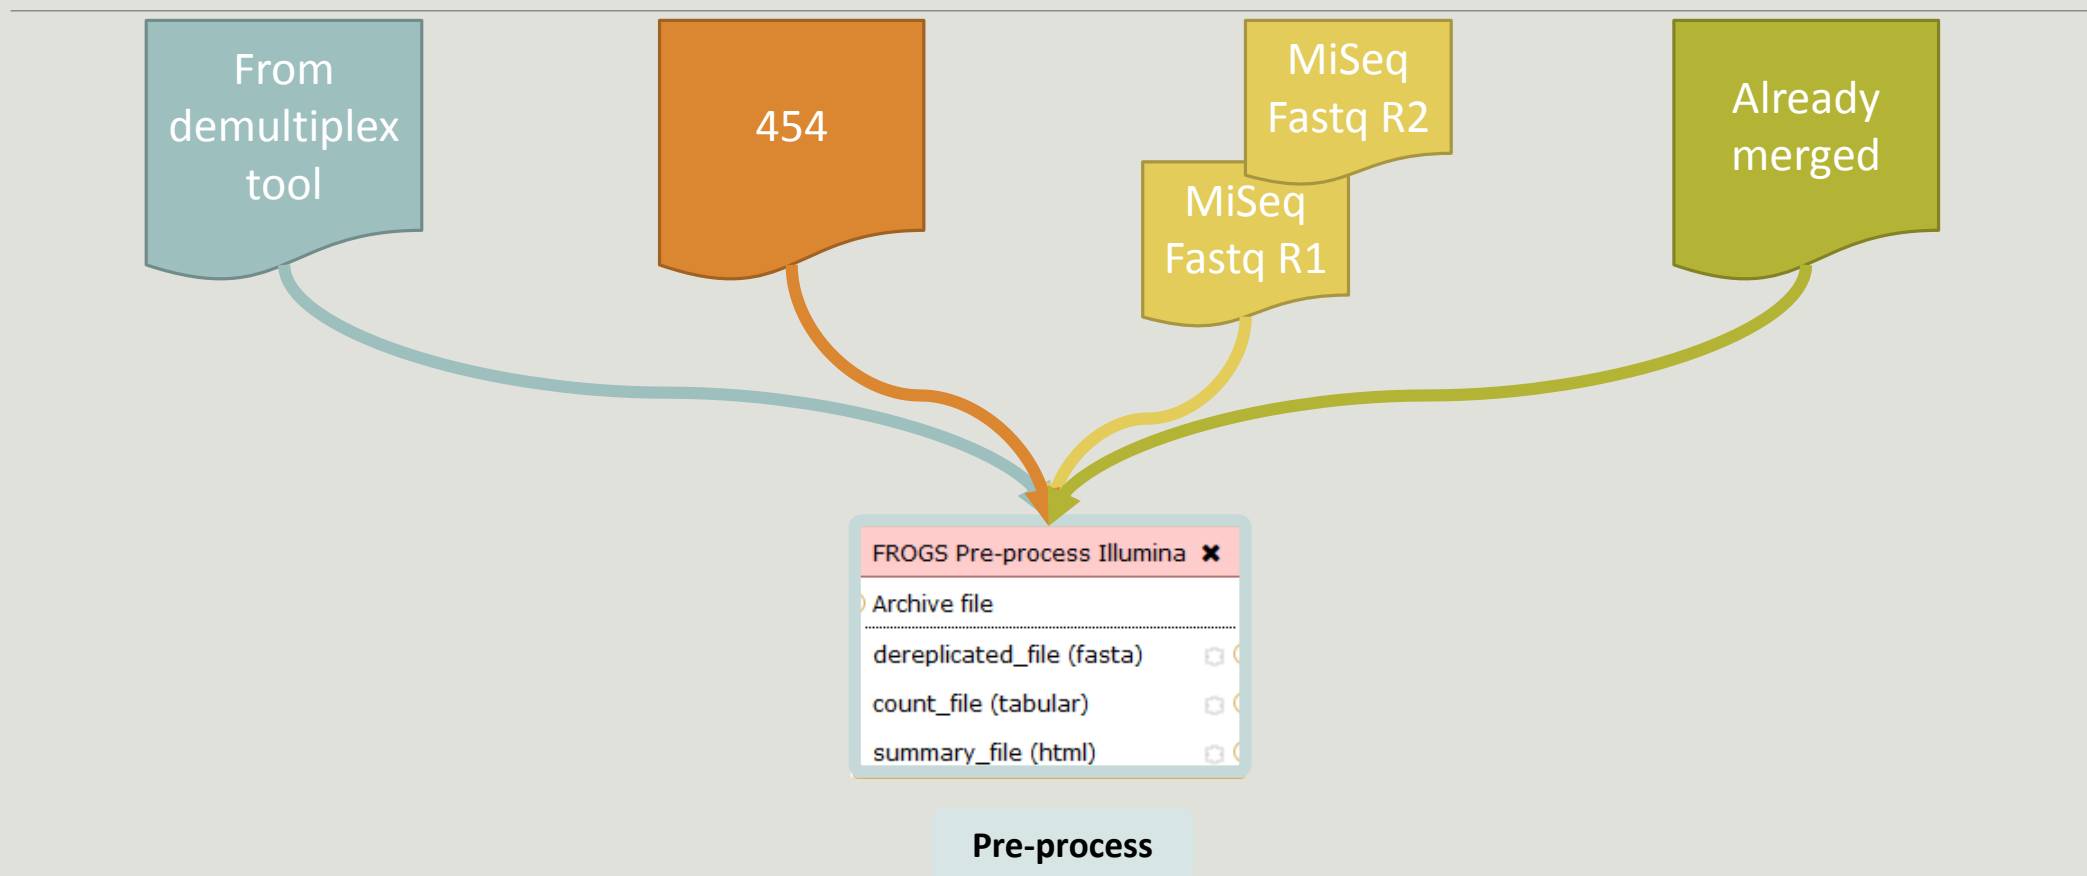 From
demultiplex
tool
454
MiSeq
Fastq R2
MiSeq
Fastq R1
Already
merged
FROGS Pre-process Illumina ✖
Archive file
dereplicated_file (fasta)
count_file (tabular)
summary_file (html)
Pre-process